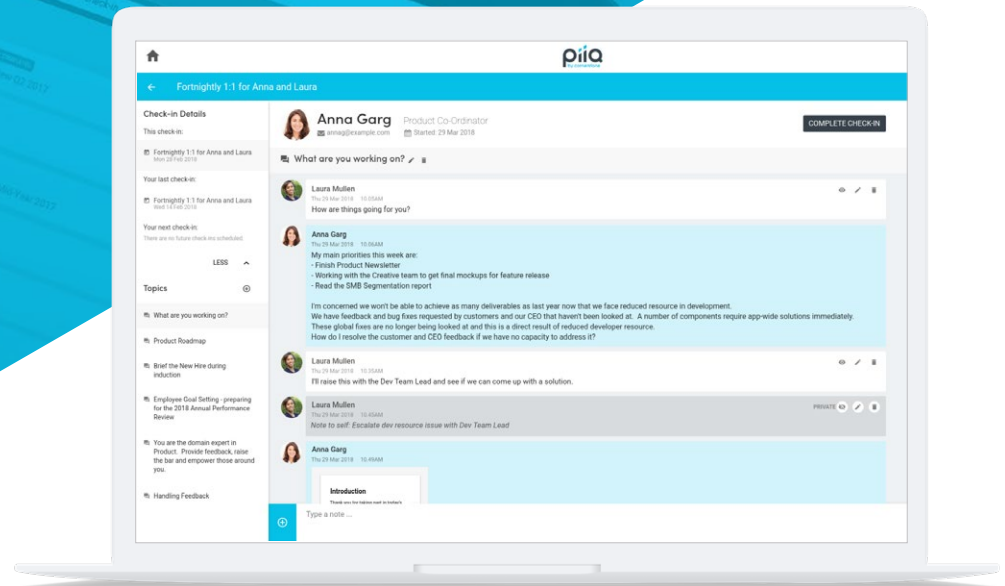 piiQ
by cornerstone
Fortnightly 1:1 for Anna and Laura
Check-in Details
This check-in:
Fortnightly 1:1 for Anna and Laura
Mon 28 Feb 2018
Your last check-in:
Fortnightly 1:1 for Anna and Laura
Wed 14 Feb 2018
Your next check-in:
There are no future check-ins scheduled.
LESS
Topics
What are you working on?
Product Roadmap
Brief the New Hire during
induction
Employee Goal Setting - preparing
for the 2018 Annual Performance
Review
You are the domain expert in
Product. Provide feedback, raise
the bar and empower those around
you.
Handling Feedback
Anna Garg Product Co-Ordinator
annag@example.com Started: 29 Mar 2018
COMPLETE CHECK-IN
What are you working on?
Laura Mullen
Thu 29 Mar 2018
How are things going for you?
Anna Garg
Thu 29 Mar 2018 10.56AM
My main priorities this week are:
- Finish Product Newsletter
- Working with the Creative team to get final mockups for feature release
- Read the SMB Segmentation report
I'm concerned we won't be able to achieve as many deliverables as last year now that we face reduced resource in development.
We have feedback and bug fixes requested by customers and our CEO that haven't been looked at. A number of components require app-wide solutions immediately.
These global fixes are no longer being looked at and this is a direct result of reduced developer resource.
How do I resolve the customer and CEO feedback if we have no capacity to address it?
Laura Mullen
Thu 29 Mar 2018 10.35AM
I'll raise this with the Dev Team Lead and see if we can come up with a solution.
Laura Mullen
PRIVATE
Thu 29 Mar 2018 10.45AM
Note to self: Escalate dev resource issue with Dev Team Lead
Anna Garg
Thu 29 Mar 2018 10.49AM
Introduction
Type a note ...